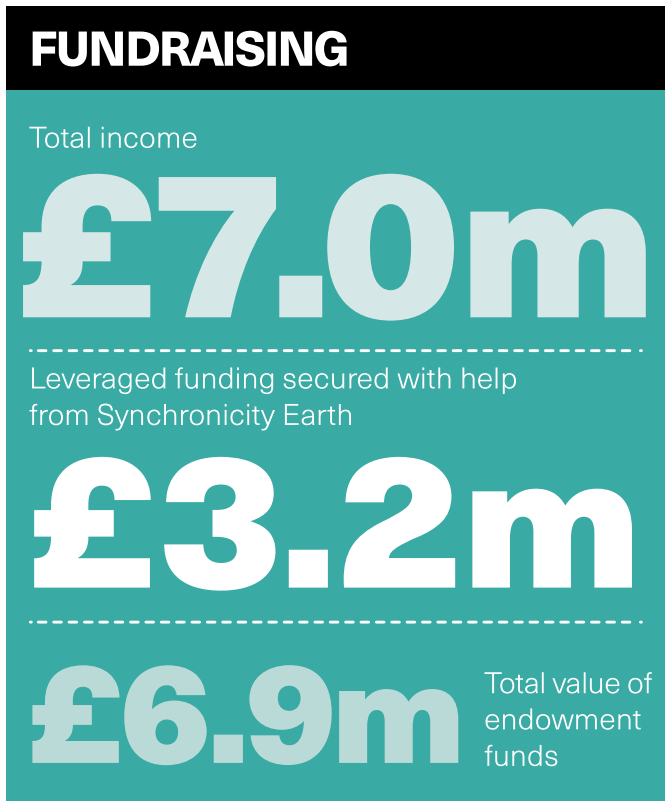 FUNDRAISING
Total income
£7.0m
Leveraged funding secured with help
from Synchronicity Earth
£3.2m
£6.9m
Total value of
endowment
funds